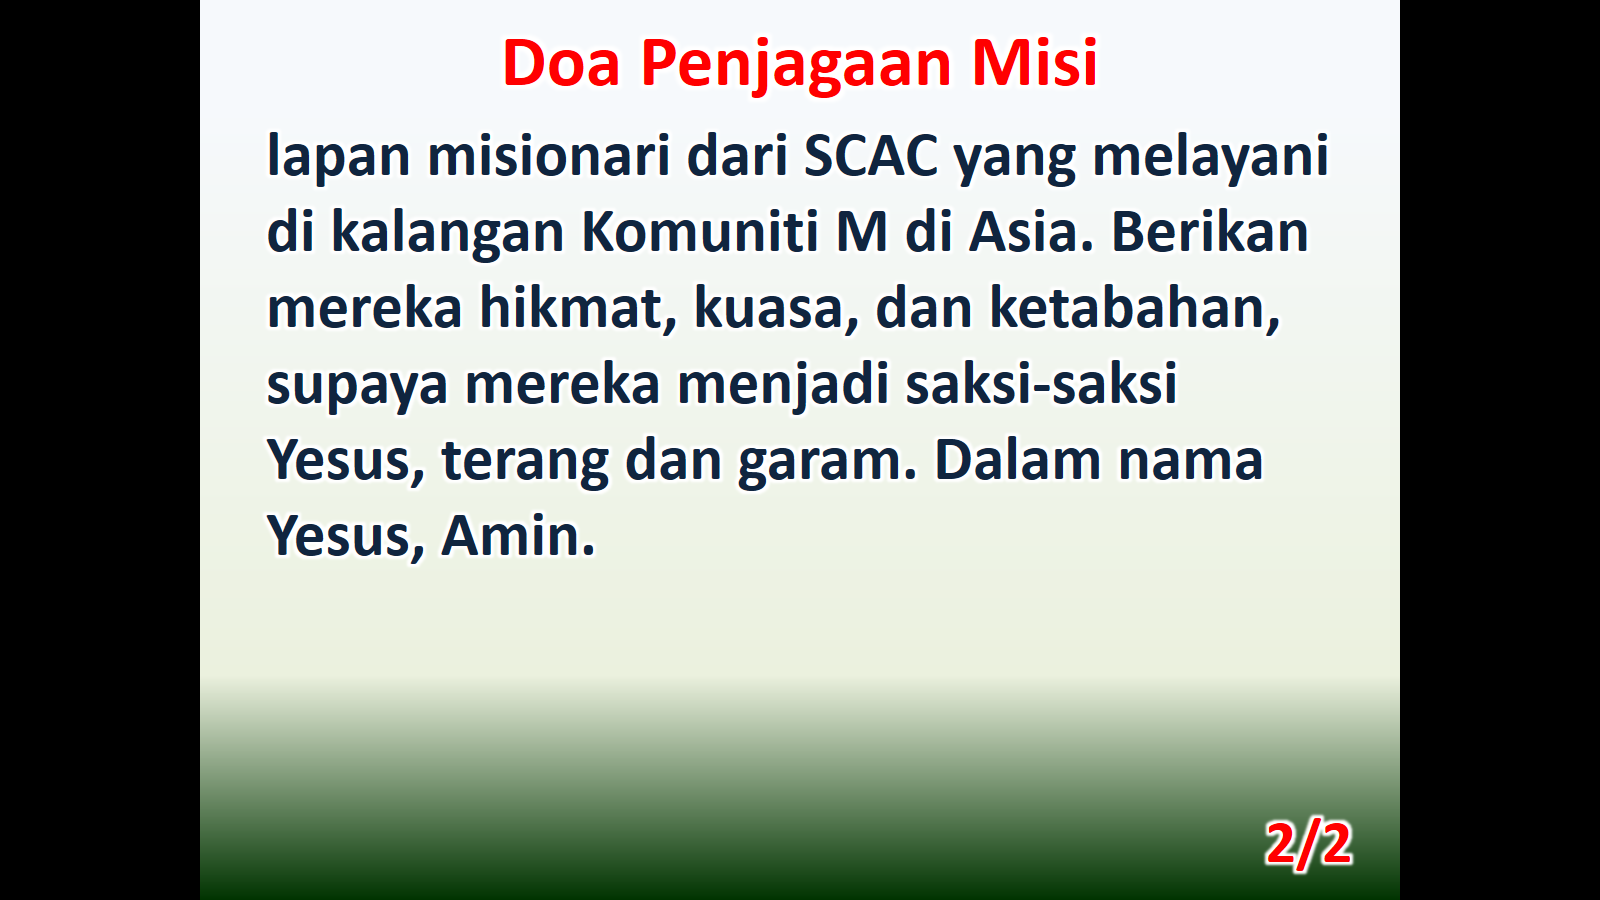 Doa Penjagaan Misi
lapan misionari dari SCAC yang melayani
di kalangan Komuniti M di Asia. Berikan
mereka hikmat, kuasa, dan ketabahan,
supaya mereka menjadi saksi-saksi
Yesus, terang dan garam. Dalam nama
Yesus, Amin.
2/2